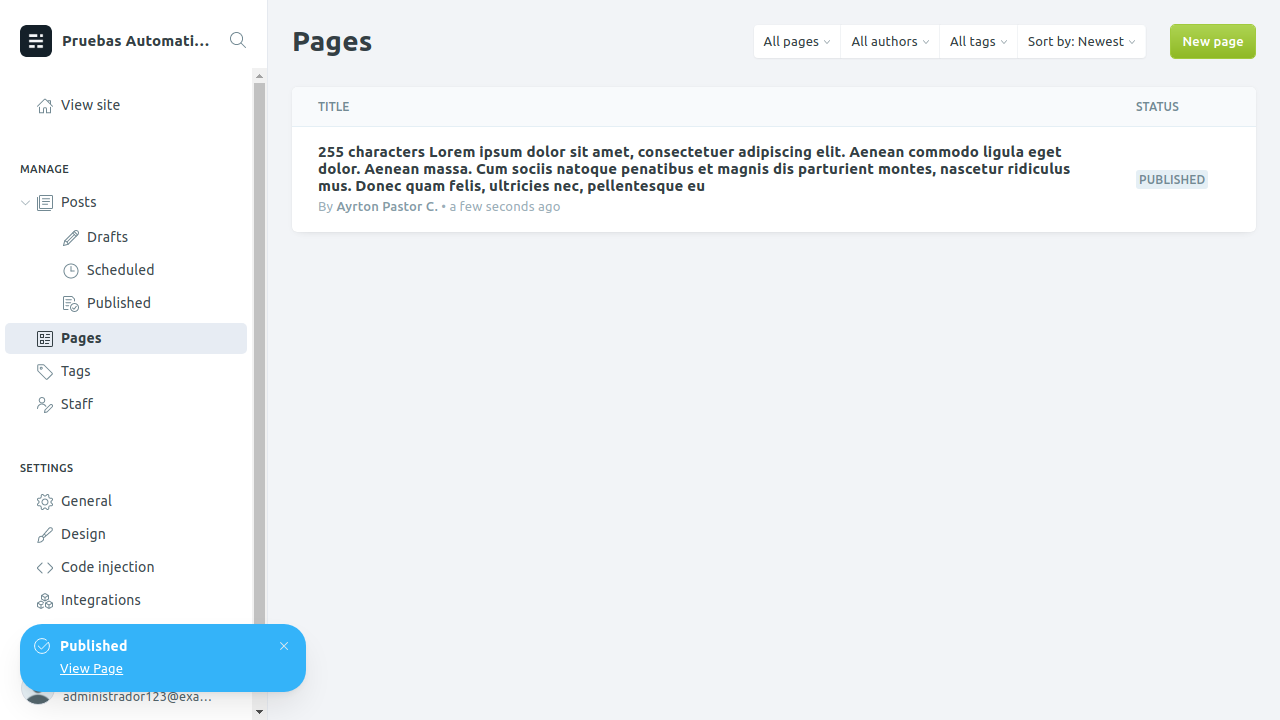 Pruebas Automati...
View site
MANAGE
Posts
Drafts
Scheduled
Published
Pages
Tags
Staff
SETTINGS
General
Design
Code injection
Integrations
Published
View Page
administrador123@exa...
Pages
All pages
All authors
All tags
Sort by: Newest
New page
TITLE
STATUS
255 characters Lorem ipsum dolor sit amet, consectetuer adipiscing elit. Aenean commodo ligula eget
dolor. Aenean massa. Cum sociis natoque penatibus et magnis dis parturient montes, nascetur ridiculus
mus. Donec quam felis, ultricies nec, pellentesque eu
By Ayrton Pastor C. • a few seconds ago
PUBLISHED